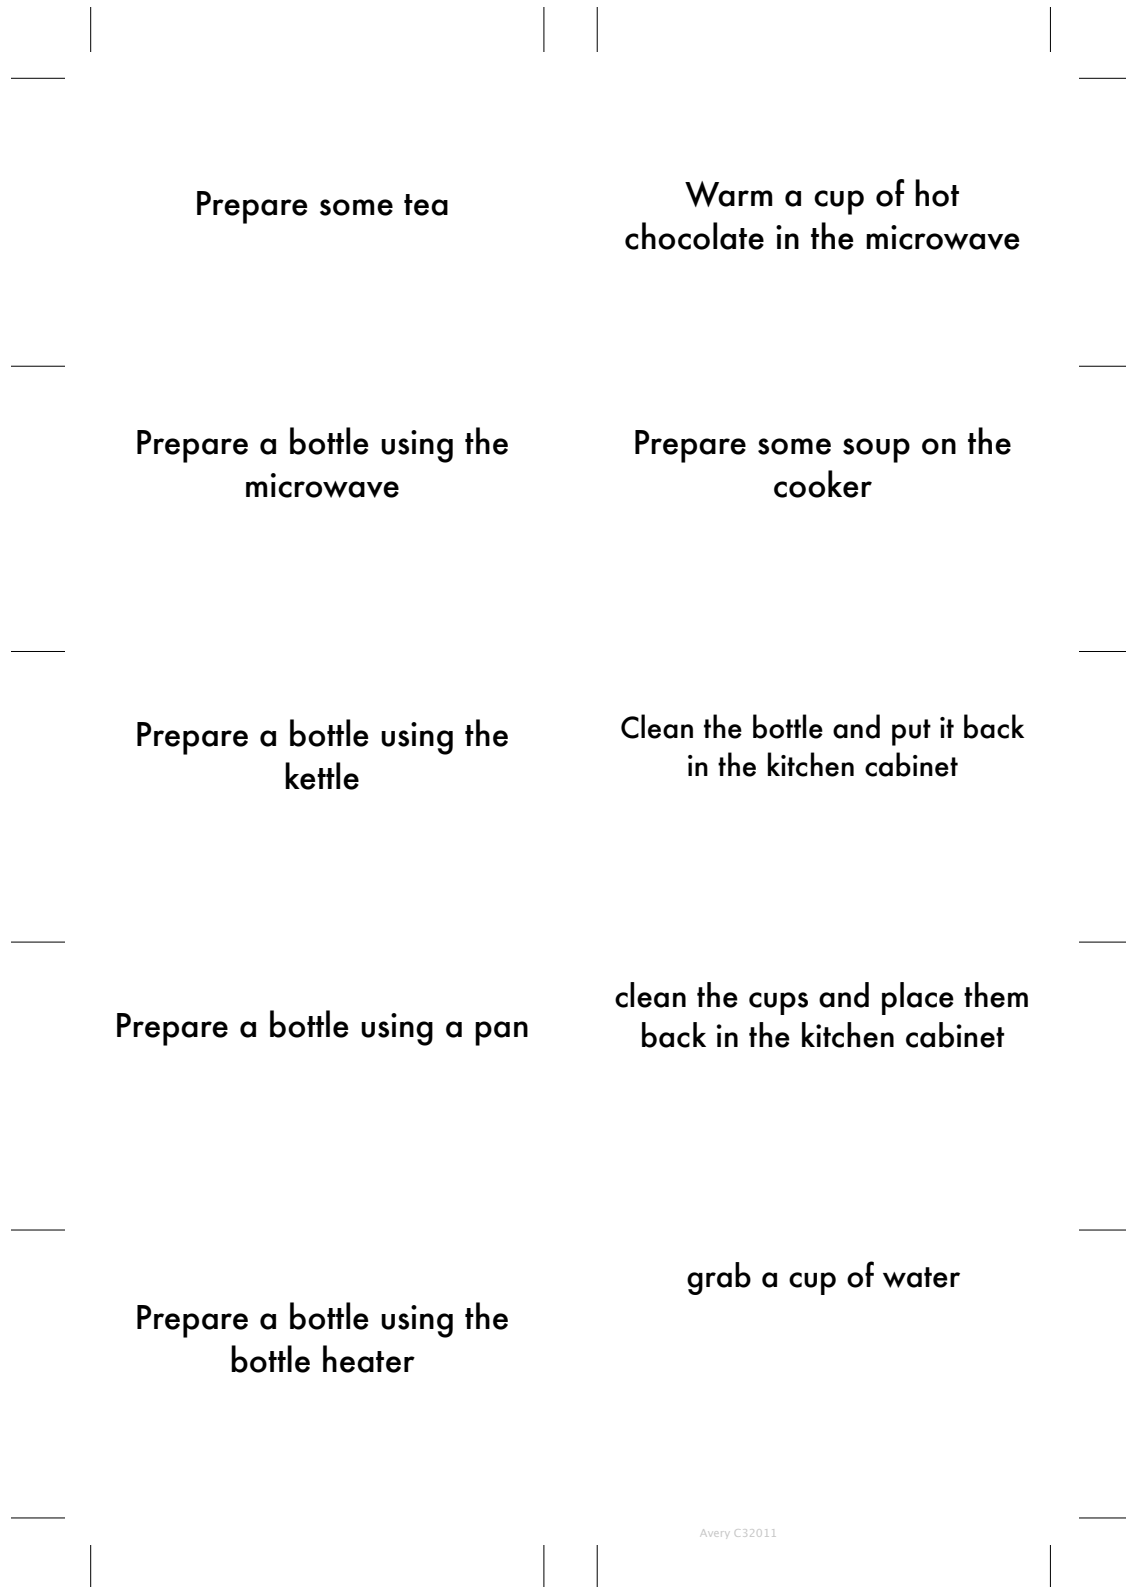 Prepare some tea
Warm a cup of hot
chocolate in the microwave
Prepare a bottle using the
microwave
Prepare some soup on the
cooker
Prepare a bottle using the
kettle
Clean the bottle and put it back
in the kitchen cabinet
Prepare a bottle using a pan
clean the cups and place them
back in the kitchen cabinet
Prepare a bottle using the
bottle heater
grab a cup of water
Avery C32011